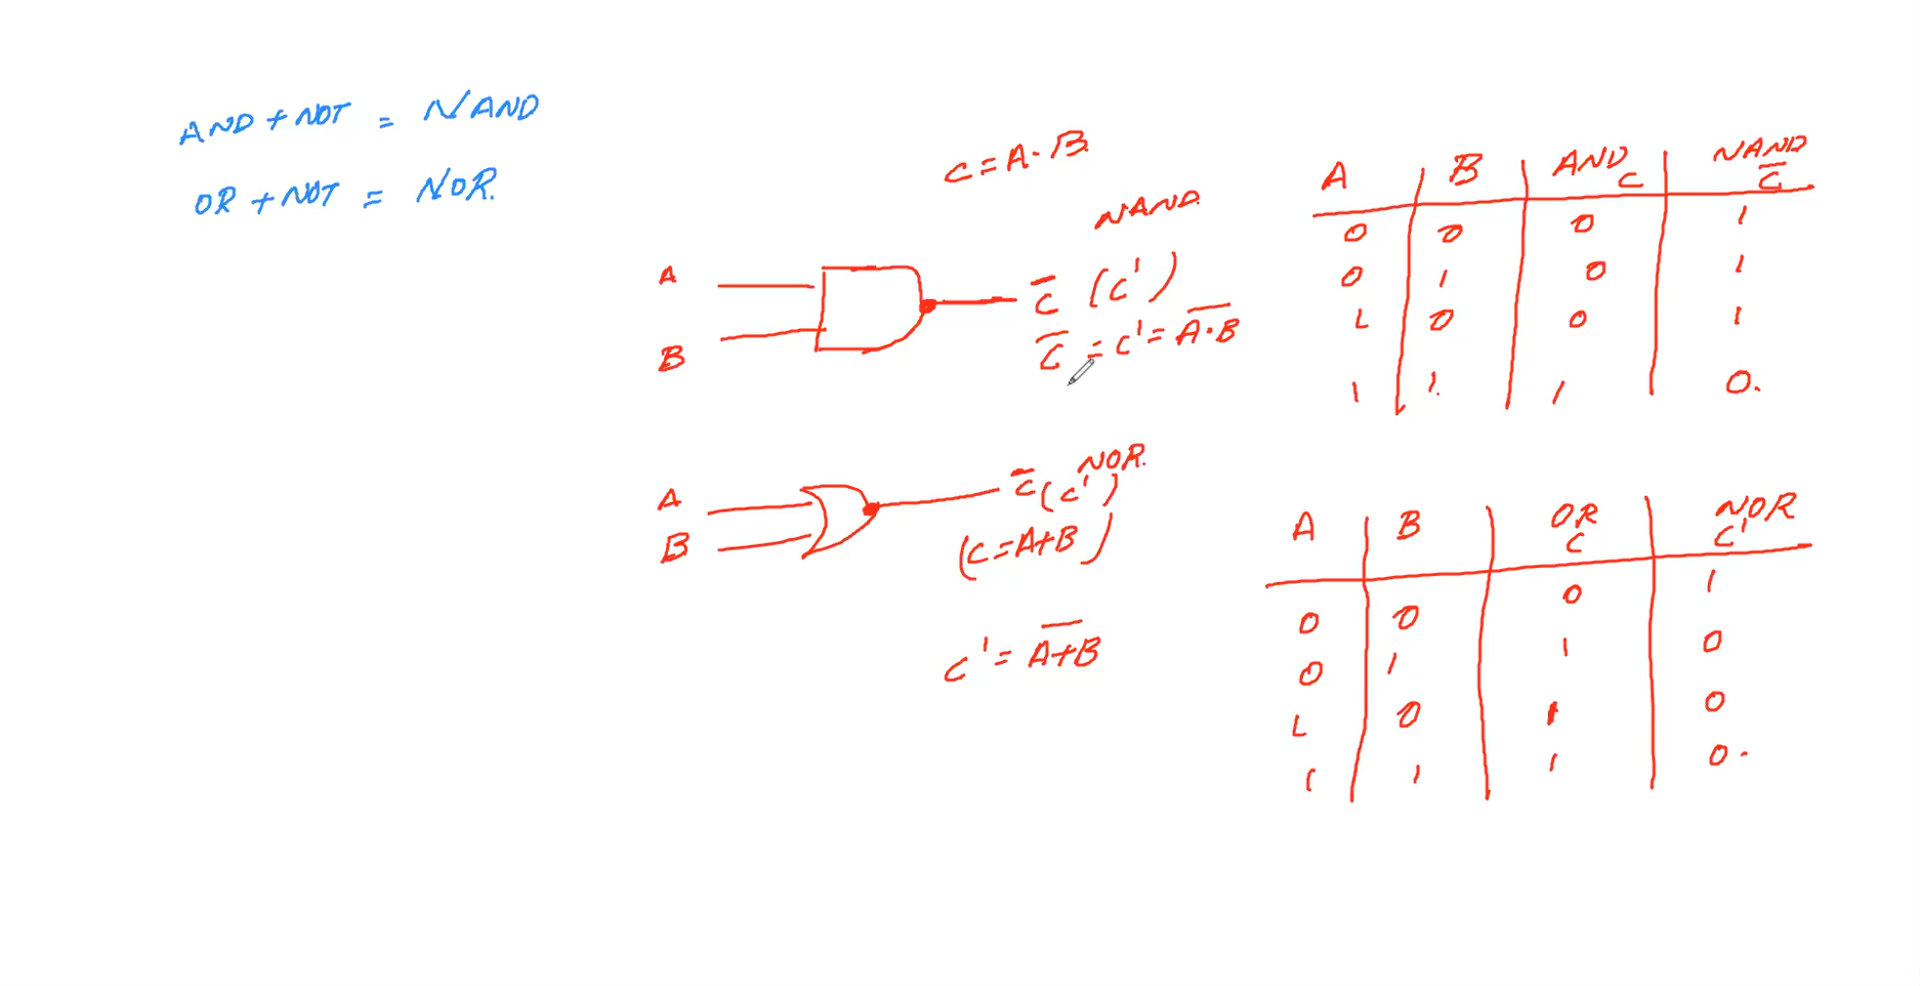 AND + NOT = NAND
OR + NOT = NOR.
C = A · B
NAND
A
B
C̅ (C')
C̅ = C' = A̅·̅B̅
A B AND C NAND C̅
0 0 0 1
0 1 0 1
1 0 0 1
1 1 1 0.
NOR.
A
B
C̅ (C')
(C = A+B)
C' = A̅+̅B̅
A B OR C NOR C'
0 0 0 1
0 1 1 0
1 0 1 0
1 1 1 0.